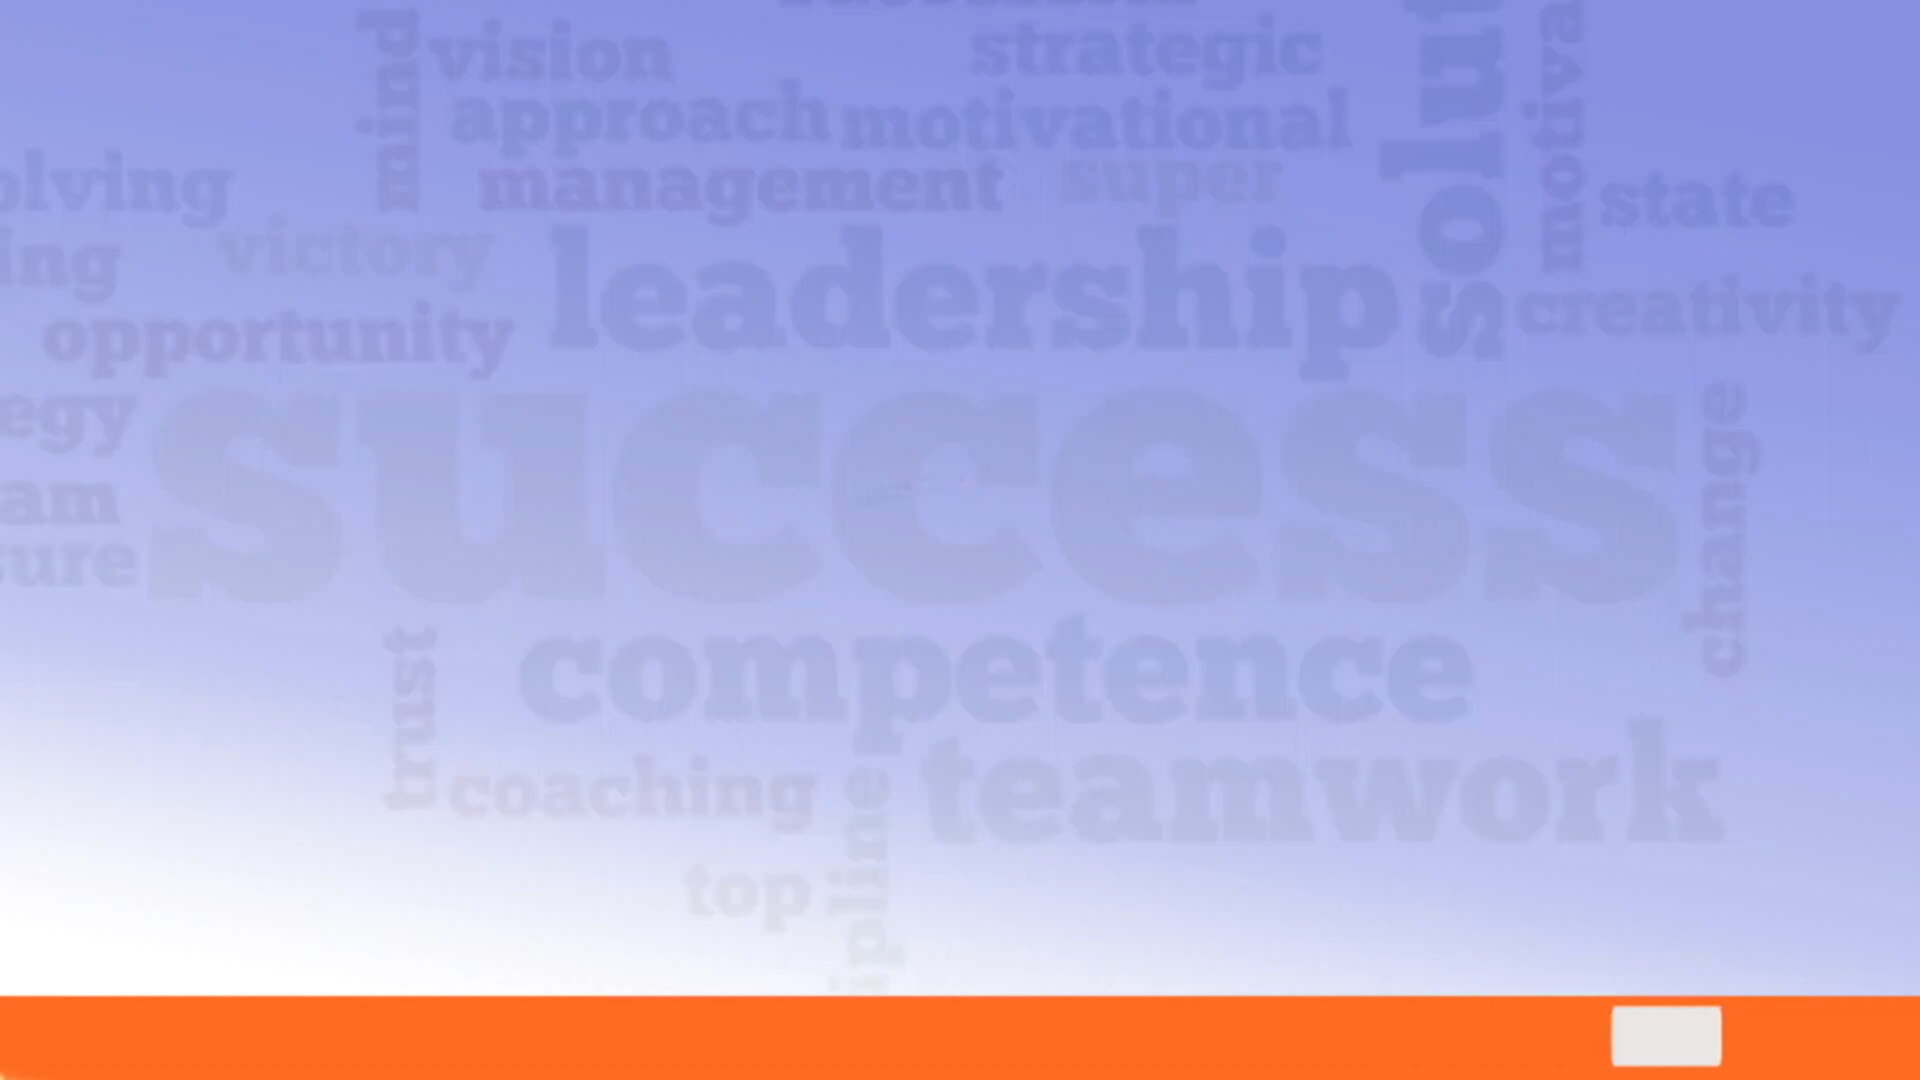 mind
vision
strategic
approach
motivational
management
super
state
victory
leadership
creativity
opportunity
success
change
competence
trust
coaching
teamwork
top